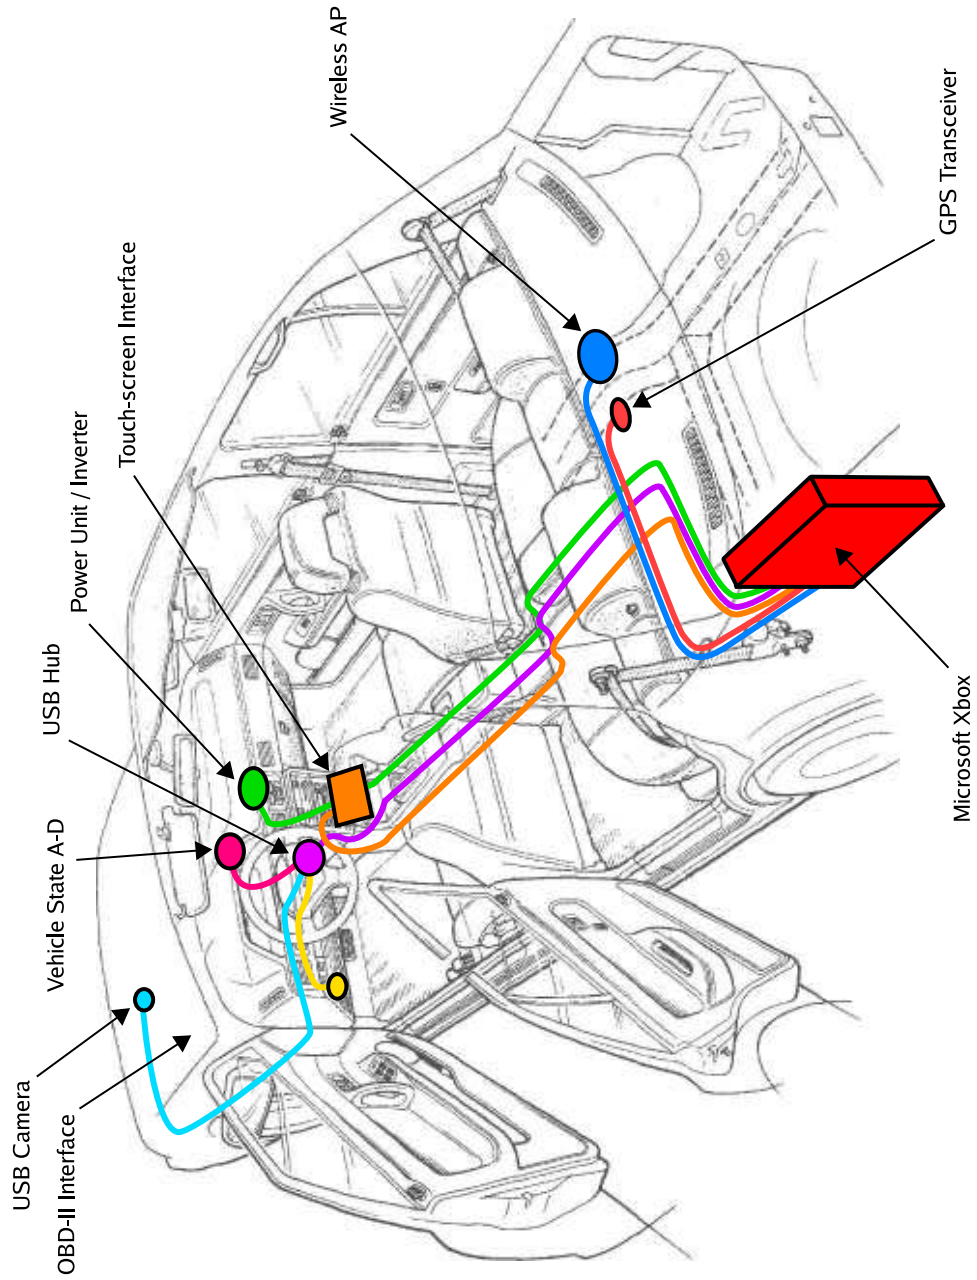 USB Camera
OBD-II Interface
Vehicle State A-D
USB Hub
Power Unit / Inverter
Touch-screen Interface
Wireless AP
GPS Transceiver
Microsoft Xbox